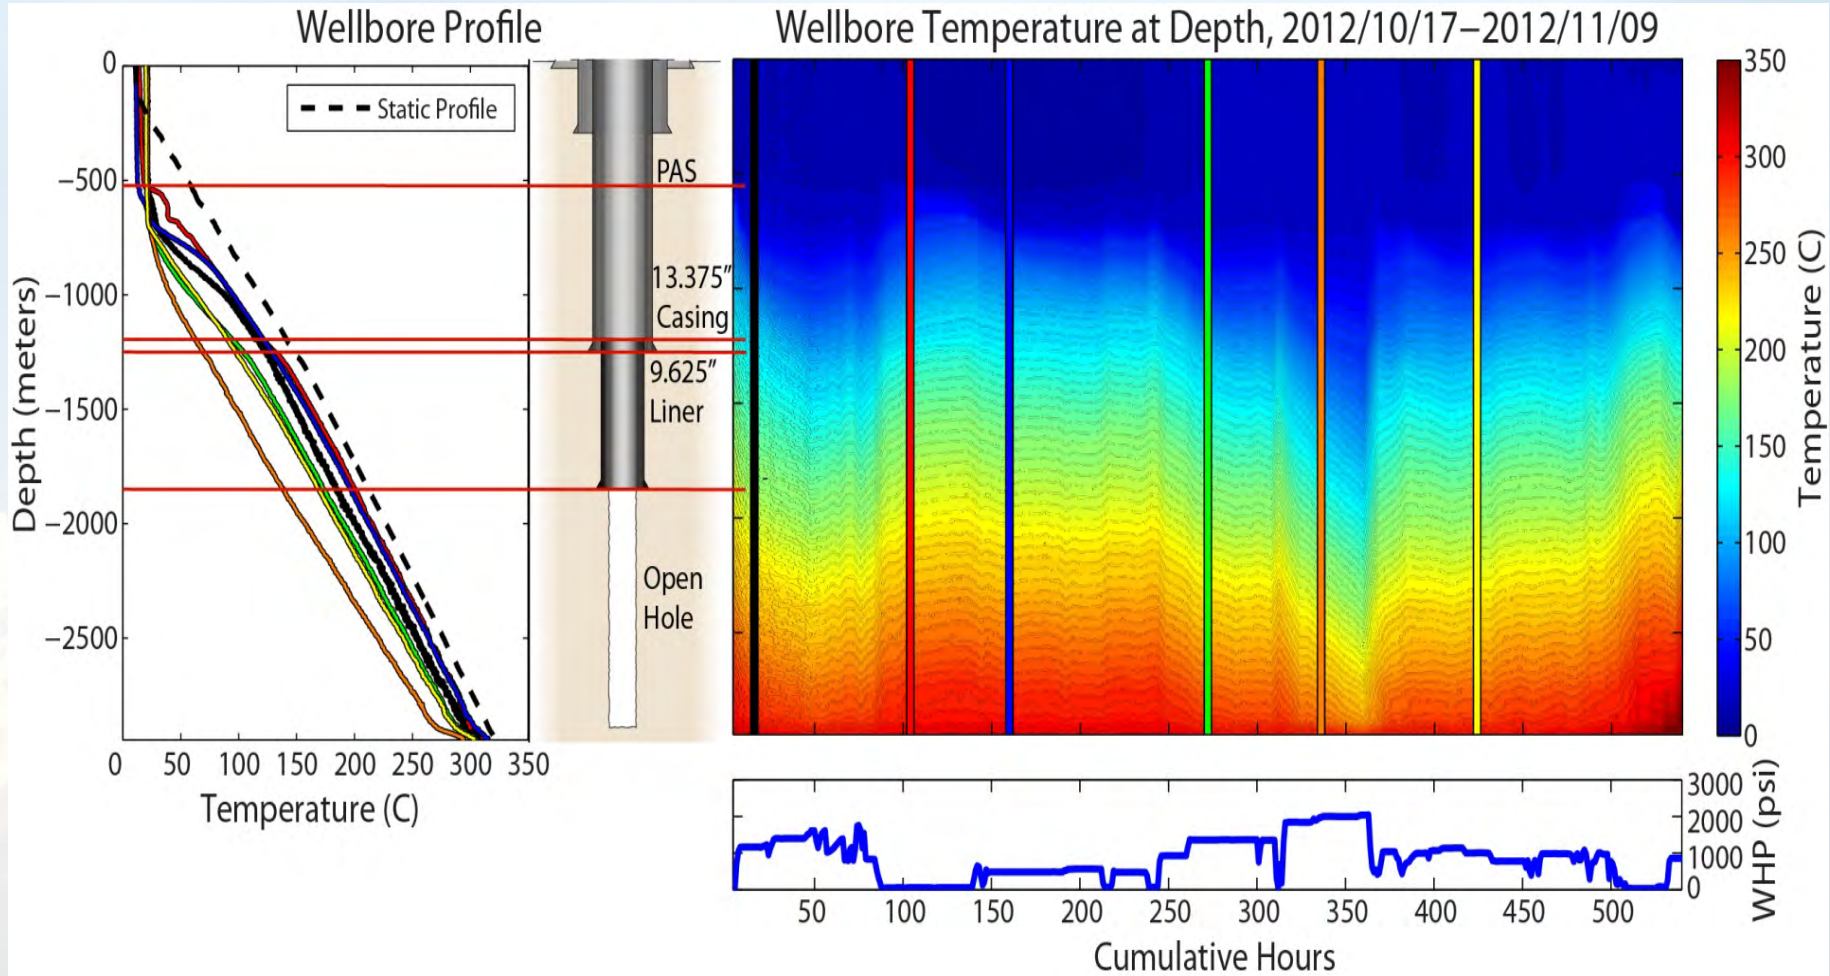 Wellbore Profile
0
−500
−1000
−1500
−2000
−2500
Depth (meters)
Static Profile
0 50 100 150 200 250 300 350
Temperature (C)
PAS
13.375”
Casing
9.625”
Liner
Open
Hole
Wellbore Temperature at Depth, 2012/10/17−2012/11/09
350
300
250
200
150
100
50
0
Temperature (C)
3000
2000
1000
0
WHP (psi)
50 100 150 200 250 300 350 400 450 500
Cumulative Hours